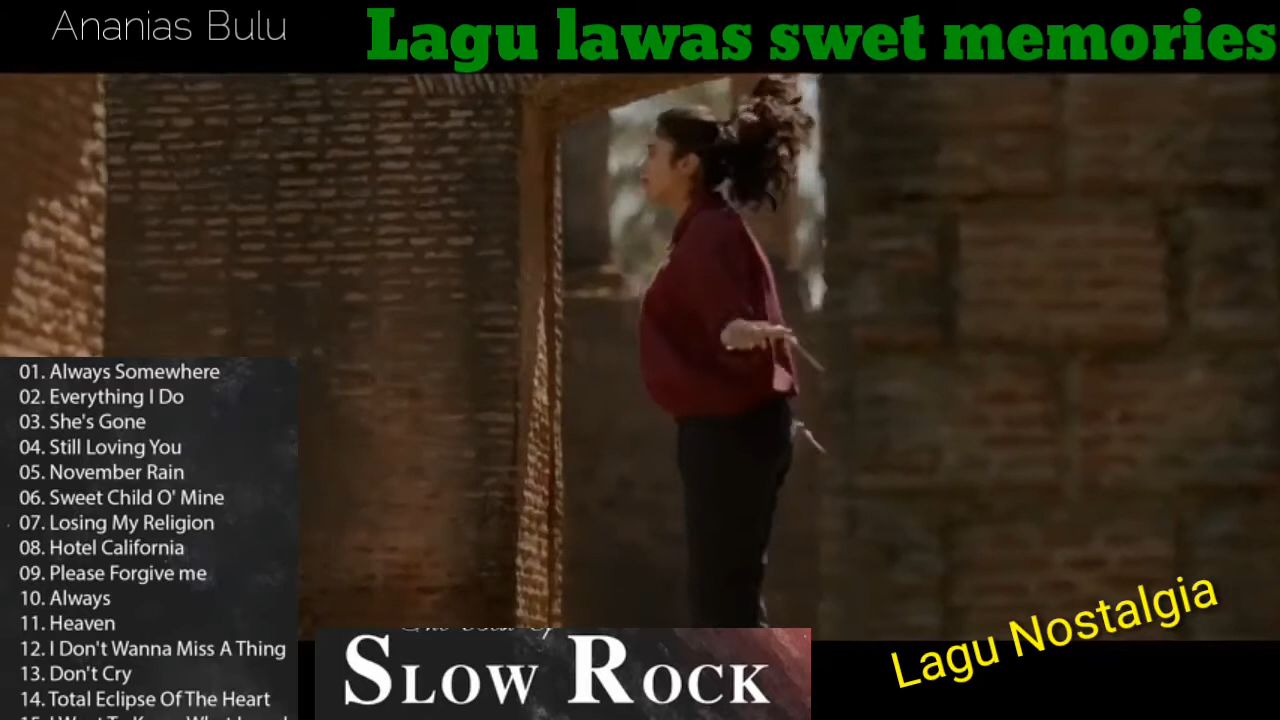 Ananias Bulu
Lagu lawas swet memories
01. Always Somewhere
02. Everything I Do
03. She's Gone
04. Still Loving You
05. November Rain
06. Sweet Child O' Mine
07. Losing My Religion
08. Hotel California
09. Please Forgive me
10. Always
11. Heaven
12. I Don't Wanna Miss A Thing
13. Don't Cry
14. Total Eclipse Of The Heart
SLOW ROCK
Lagu Nostalgia